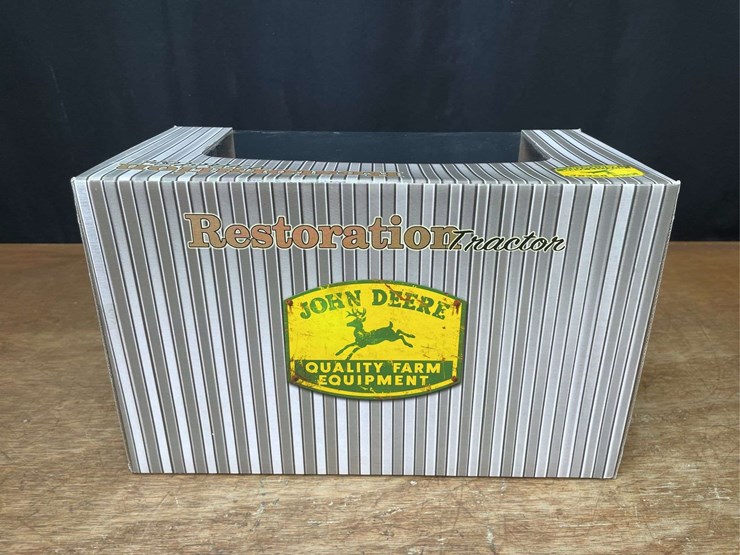 Restoration Tractor
JOHN DEERE
QUALITY FARM
EQUIPMENT